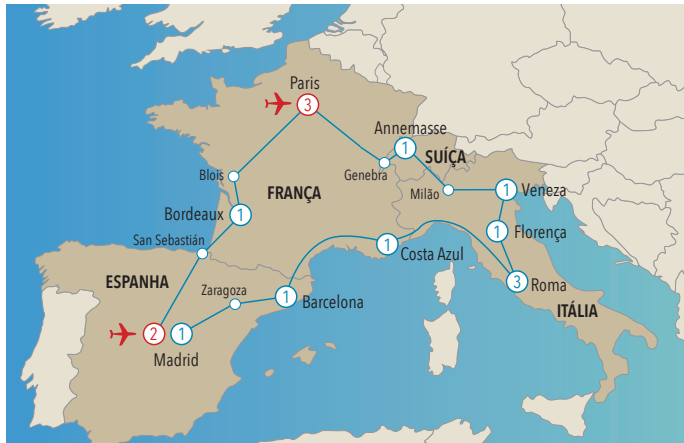 Paris
3
Annemasse
1
SUÍÇA
Genebra
Blois
FRANÇA
Milão
1
Veneza
Bordeaux
1
1
Florença
San Sebastián
1
Costa Azul
ESPANHA
Zaragoza
1
Barcelona
3
Roma
ITÁLIA
2
1
Madrid